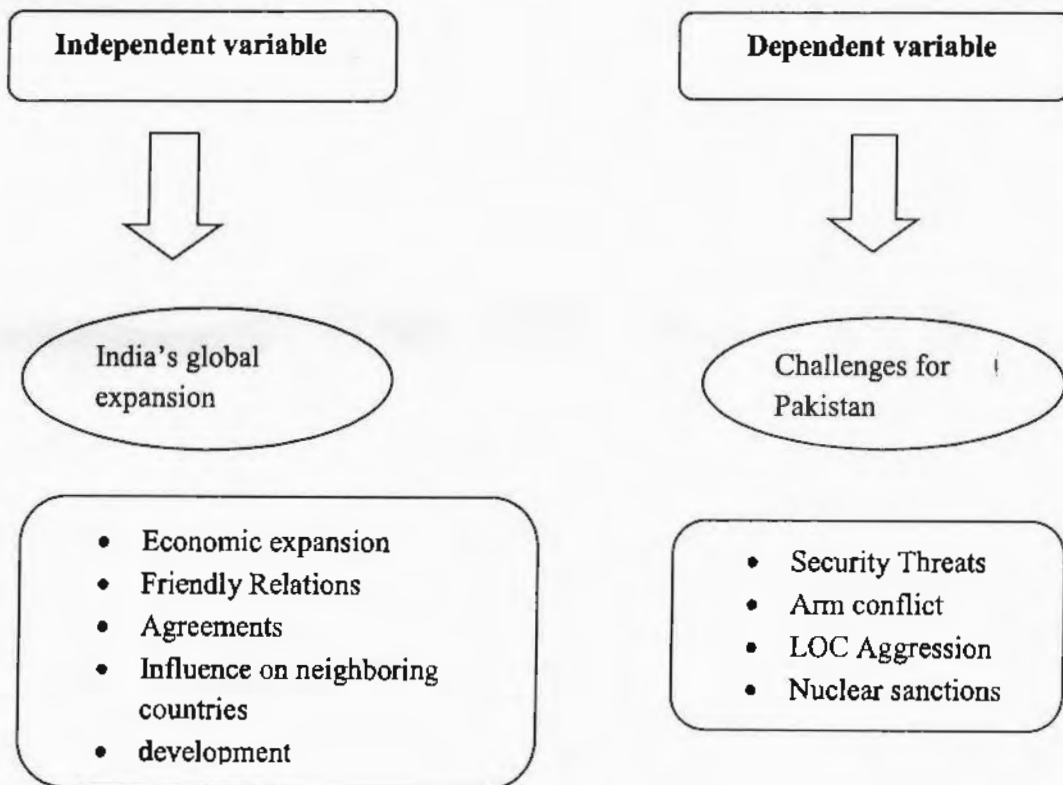 Independent variable
India's global
expansion
• Economic expansion
• Friendly Relations
• Agreements
• Influence on neighboring
countries
• development
Dependent variable
Challenges for
Pakistan
• Security Threats
• Arm conflict
• LOC Aggression
• Nuclear sanctions